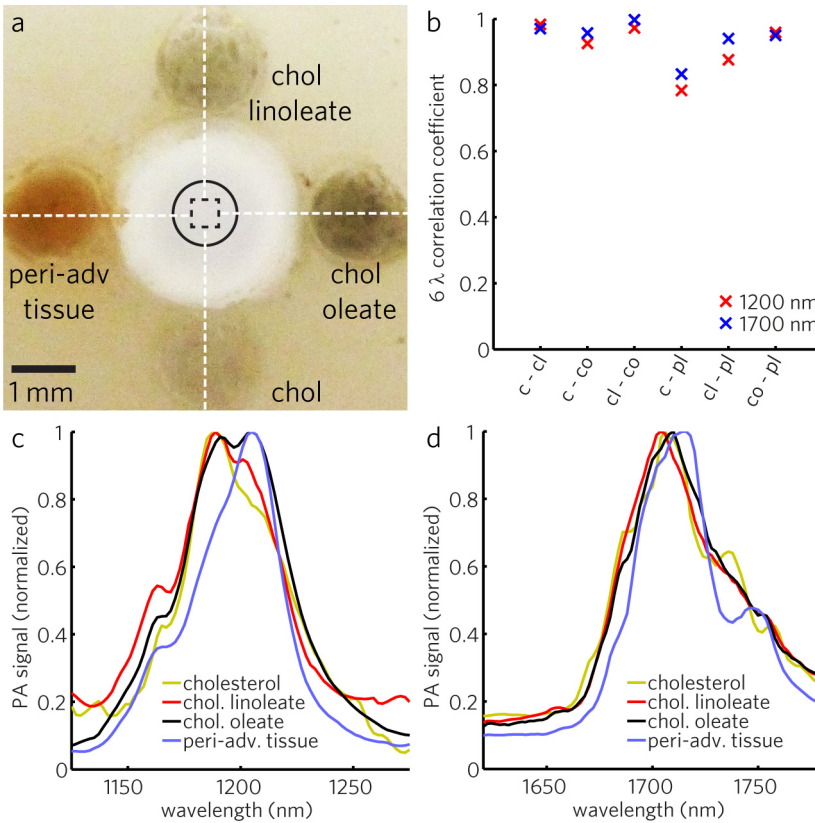 a
chol
linoleate
peri-adv
tissue
chol
oleate
chol
1 mm
b
6 λ correlation coefficient
1
0.8
0.6
0.4
0.2
0
1200 nm
1700 nm
c - cl
c - co
cl - co
c - pl
cl - pl
co - pl
c
PA signal (normalized)
1
0.8
0.6
0.4
0.2
0
cholesterol
chol. linoleate
chol. oleate
peri-adv. tissue
1150
1200
1250
wavelength (nm)
d
PA signal (normalized)
1
0.8
0.6
0.4
0.2
0
cholesterol
chol. linoleate
chol. oleate
peri-adv. tissue
1650
1700
1750
wavelength (nm)